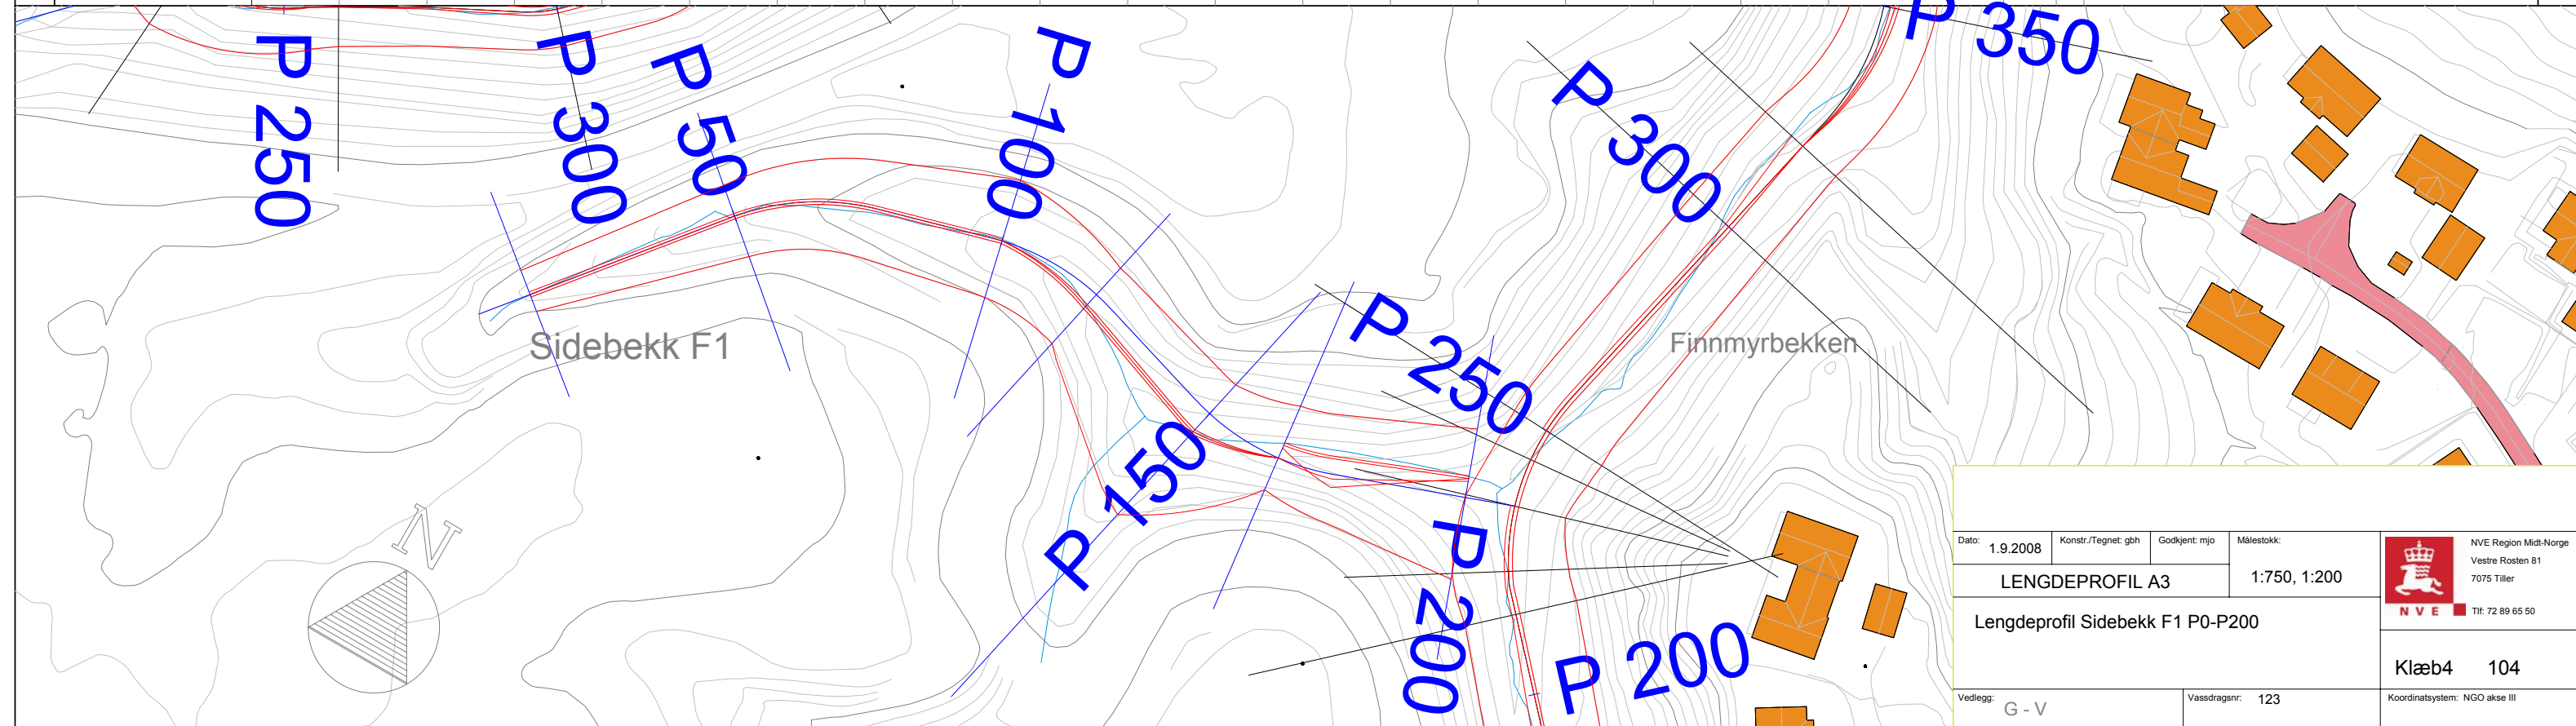 P 250
P 300
P 50
P 100
P 300
P 350
Sidebekk F1
P 250
Finnmyrbekken
P 150
P 200
P 200
N
Dato: 1.9.2008
Konstr./Tegnet: gbh
Godkjent: mjo
Målestokk:
1:750, 1:200
LENGDEPROFIL A3
Lengdeprofil Sidebekk F1 P0-P200
NVE
NVE Region Midt-Norge
Vestre Rosten 81
7075 Tiller
Tlf: 72 89 65 50
Klæb4 104
Vedlegg: G - V
Vassdragsnr: 123
Koordinatsystem: NGO akse III